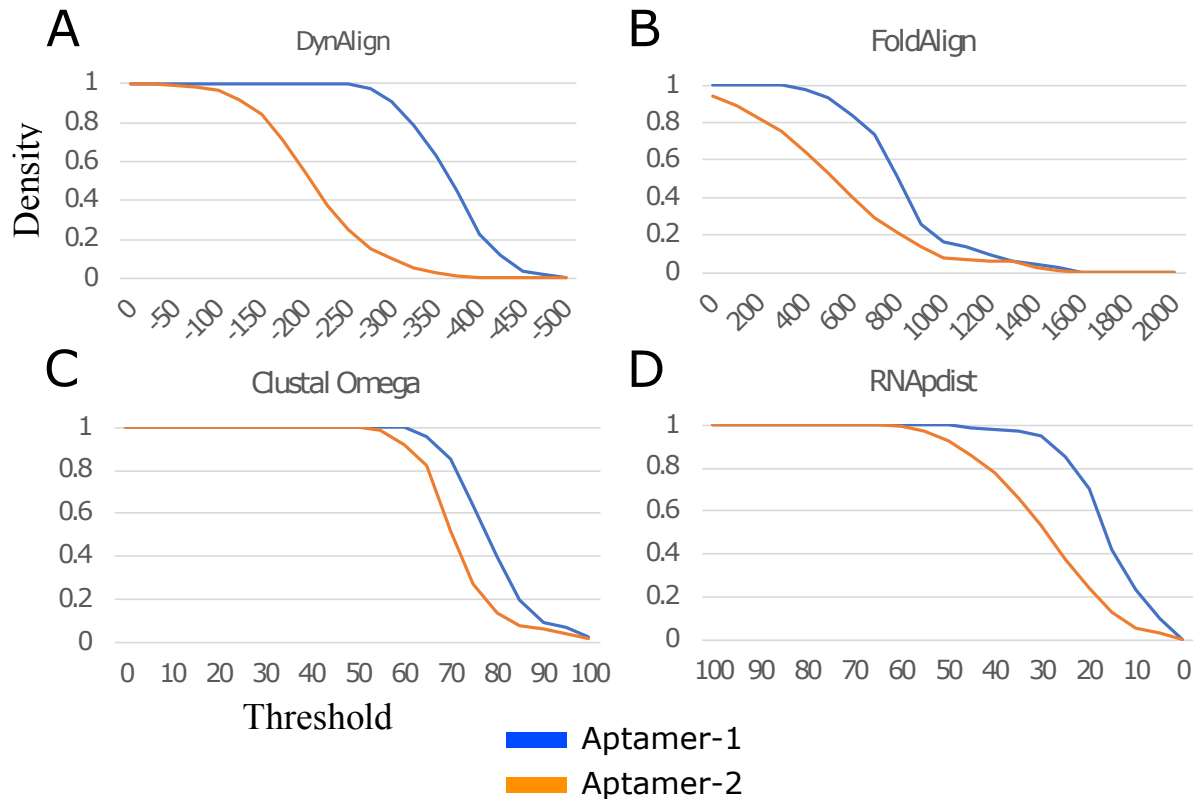 A
DynAlign
Density
1
0.8
0.6
0.4
0.2
0
0 -50 -100 -150 -200 -250 -300 -350 -400 -450 -500
B
FoldAlign
1
0.8
0.6
0.4
0.2
0
0 200 400 600 800 1000 1200 1400 1600 1800 2000
C
Clustal Omega
1
0.8
0.6
0.4
0.2
0
0 10 20 30 40 50 60 70 80 90 100
Threshold
D
RNApdist
1
0.8
0.6
0.4
0.2
0
100 90 80 70 60 50 40 30 20 10 0
Aptamer-1
Aptamer-2